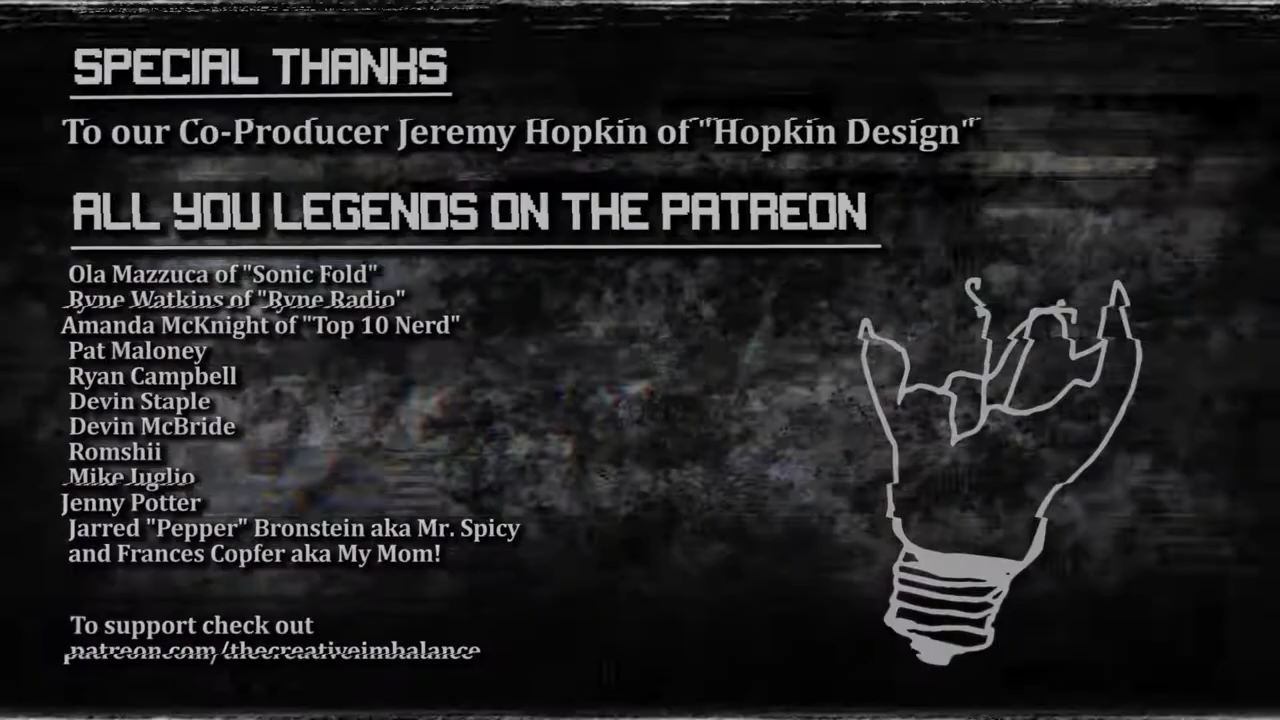 SPECIAL THANKS
To our Co-Producer Jeremy Hopkin of "Hopkin Design"
ALL YOU LEGENDS ON THE PATREON
Ola Mazzuca of "Sonic Fold"
Ryne Watkins of "Ryne Radio"
Amanda McKnight of "Top 10 Nerd"
Pat Maloney
Ryan Campbell
Devin Staple
Devin McBride
Romshii
Mike Iuglio
Jenny Potter
Jarred "Pepper" Bronstein aka Mr. Spicy
and Frances Copfer aka My Mom!
To support check out
patreon.com/thecreativeimbalance